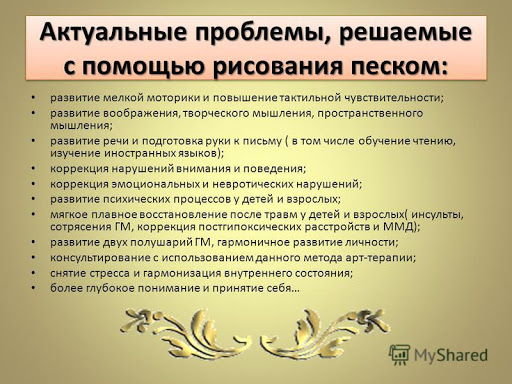 Актуальные проблемы, решаемые
с помощью рисования песком:
• развитие мелкой моторики и повышение тактильной чувствительности;
• развитие воображения, творческого мышления, пространственного
мышления;
• развитие речи и подготовка руки к письму ( в том числе обучение чтению,
изучение иностранных языков);
• коррекция нарушений внимания и поведения;
• коррекция эмоциональных и невротических нарушений;
• развитие психических процессов у детей и взрослых;
• мягкое плавное восстановление после травм у детей и взрослых( инсульты,
сотрясения ГМ, коррекция постгипоксических расстройств и ММД);
• развитие двух полушарий ГМ, гармоничное развитие личности;
• консультирование с использованием данного метода арт-терапии;
• снятие стресса и гармонизация внутреннего состояния;
• более глубокое понимание и принятие себя…
MyShared